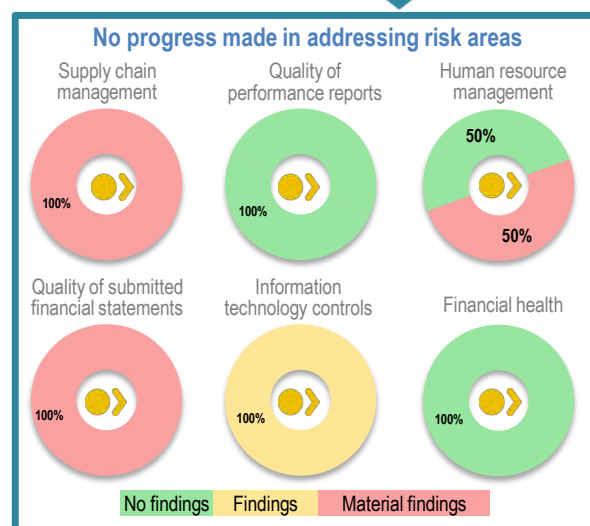 No progress made in addressing risk areas
Supply chain
management
100%
Quality of
performance reports
100%
Human resource
management
50%
50%
Quality of submitted
financial statements
100%
Information
technology controls
100%
Financial health
100%
No findings
Findings
Material findings